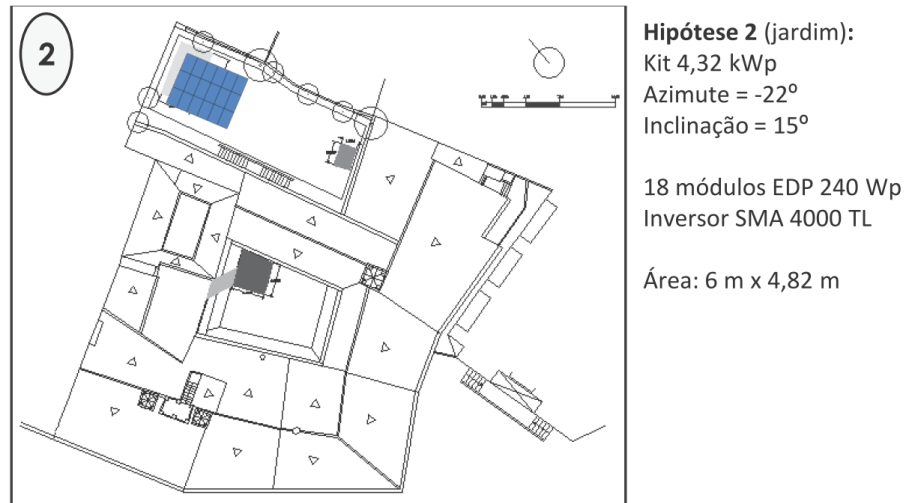 2
Hipótese 2 (jardim):
Kit 4,32 kWp
Azimute = -22º
Inclinação = 15º
18 módulos EDP 240 Wp
Inversor SMA 4000 TL
Área: 6 m x 4,82 m